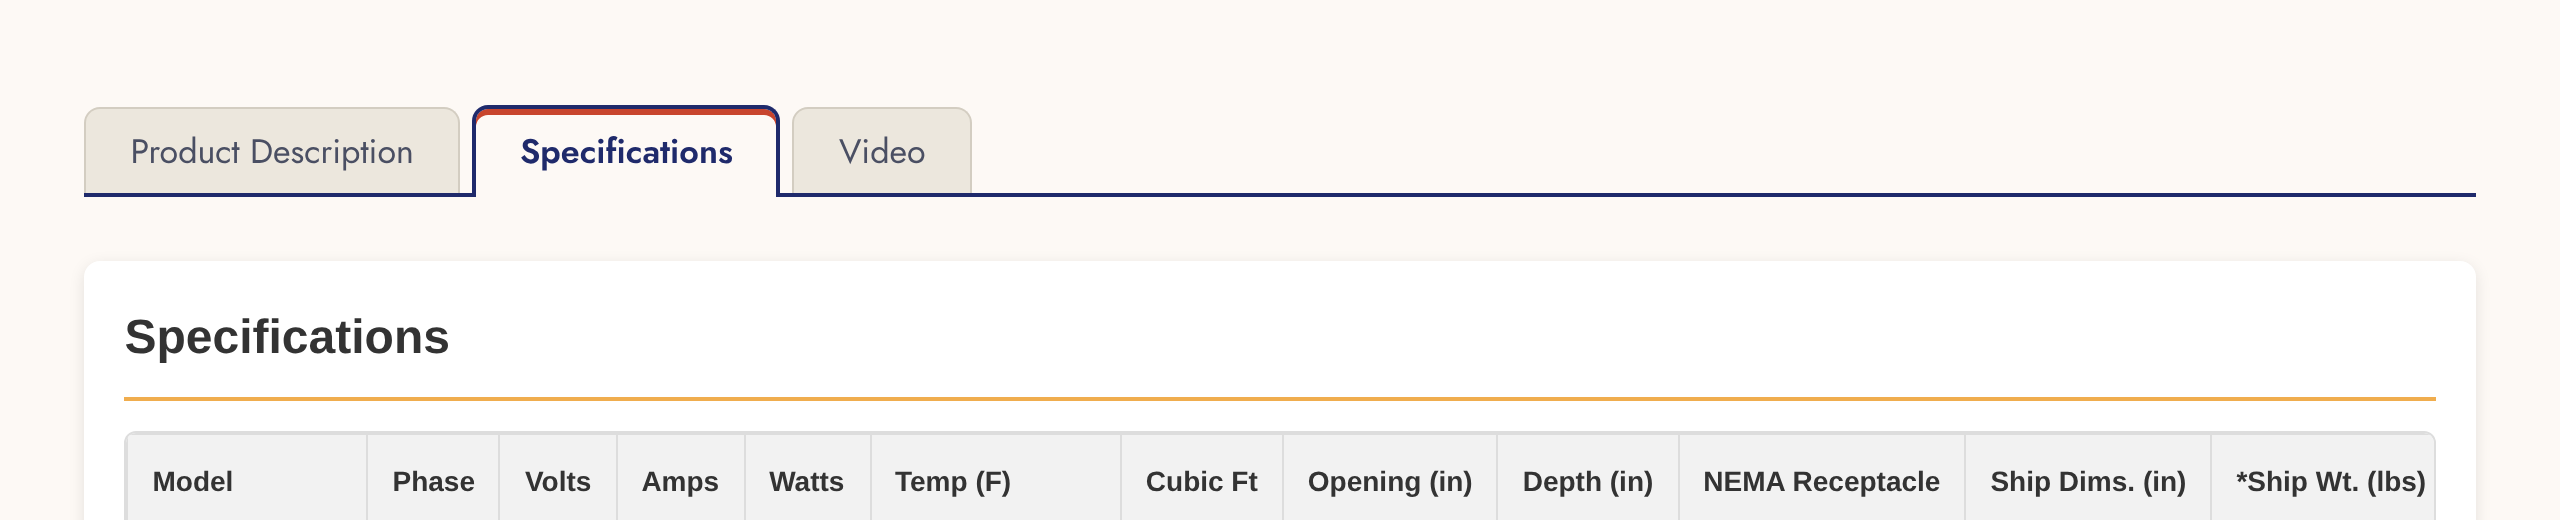 Product Description Specifications Video
Specifications
Model Phase Volts Amps Watts Temp (F) Cubic Ft Opening (in) Depth (in) NEMA Receptacle Ship Dims. (in) *Ship Wt. (lbs)